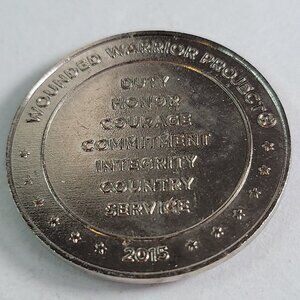 WOUNDED WARRIOR PROJECT
DUTY
HONOR
COURAGE
COMMITMENT
INTEGRITY
COUNTRY
SERVICE
2015